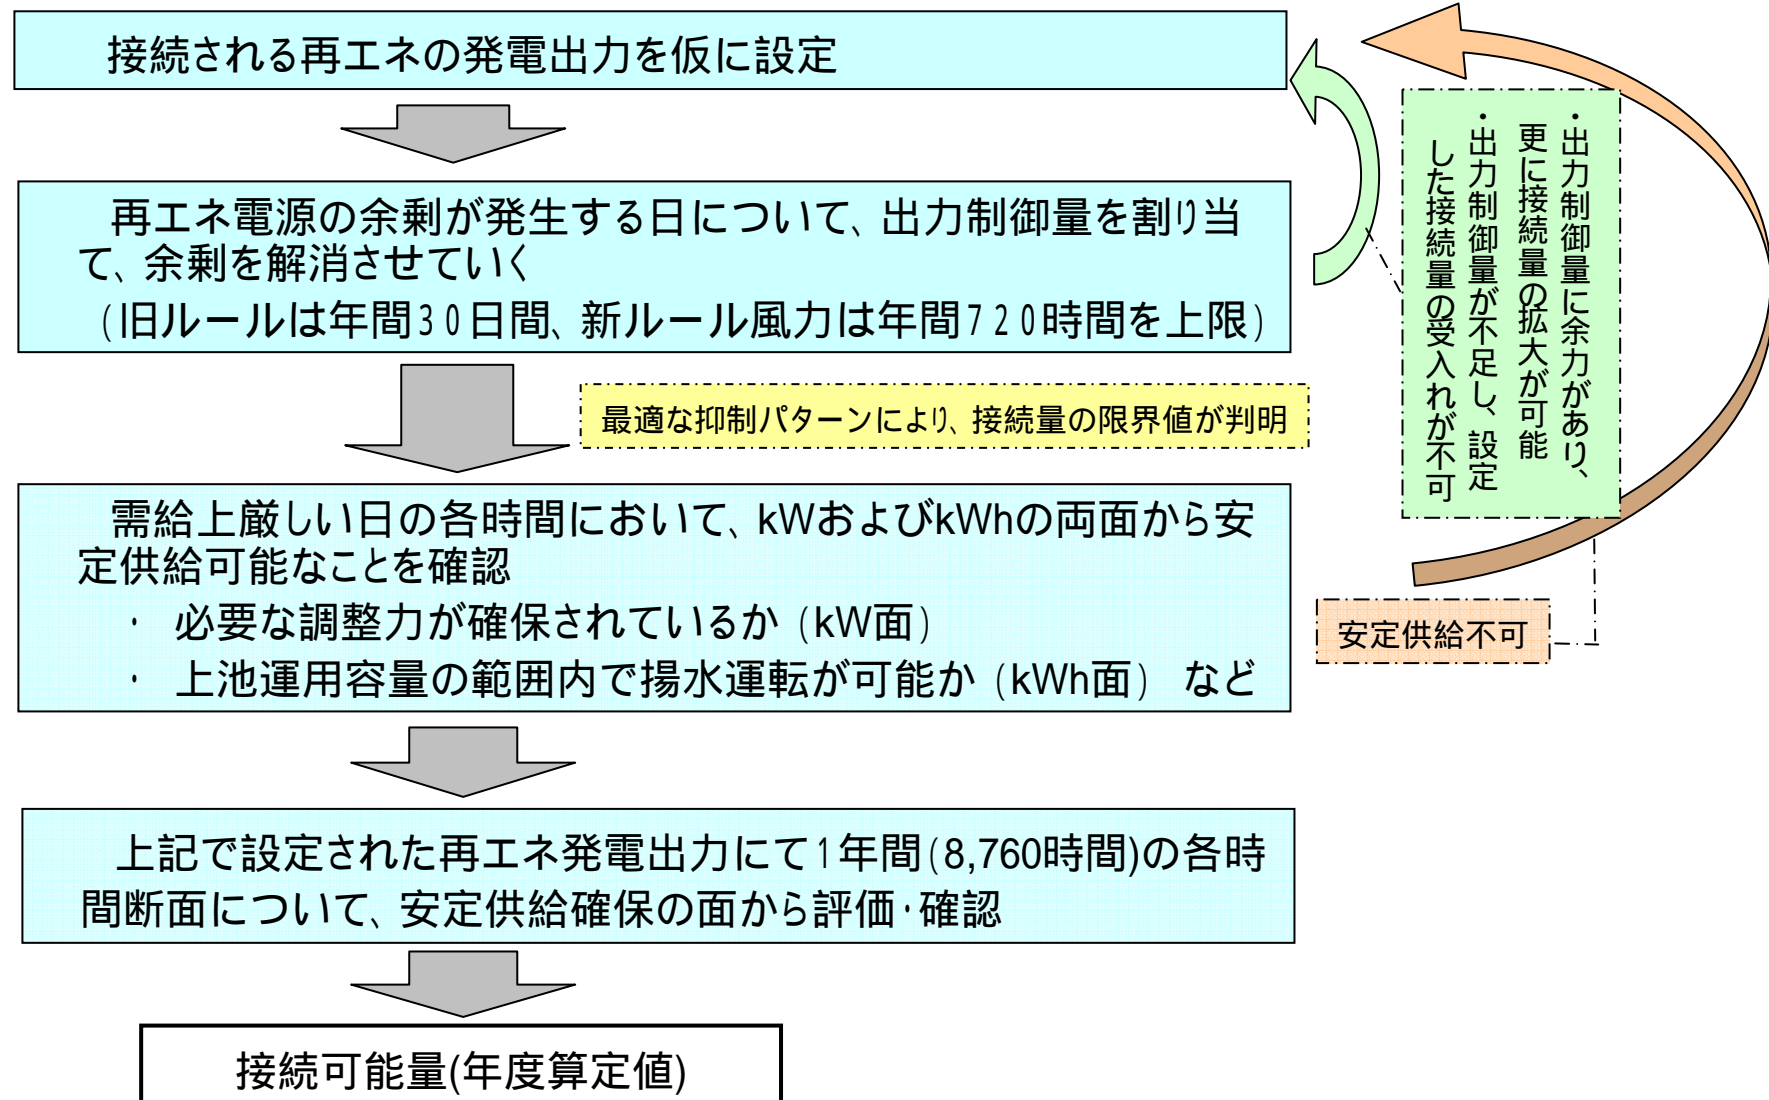 接続される再エネの発電出力を仮に設定
再エネ電源の余剰が発生する日について、出力制御量を割り当
て、余剰を解消させていく
（旧ルールは年間30日間、新ルール風力は年間720時間を上限）
最適な抑制パターンにより、接続量の限界値が判明
・出力制御量に余力があり、
更に接続量の拡大が可能
・出力制御量が不足し、設定
した接続量の受入れが不可
需給上厳しい日の各時間において、kWおよびkWhの両面から安
定供給可能なことを確認
・ 必要な調整力が確保されているか（kW面）
・ 上池運用容量の範囲内で揚水運転が可能か（kWh面） など
安定供給不可
上記で設定された再エネ発電出力にて1年間(8,760時間)の各時
間断面について、安定供給確保の面から評価・確認
接続可能量(年度算定値)